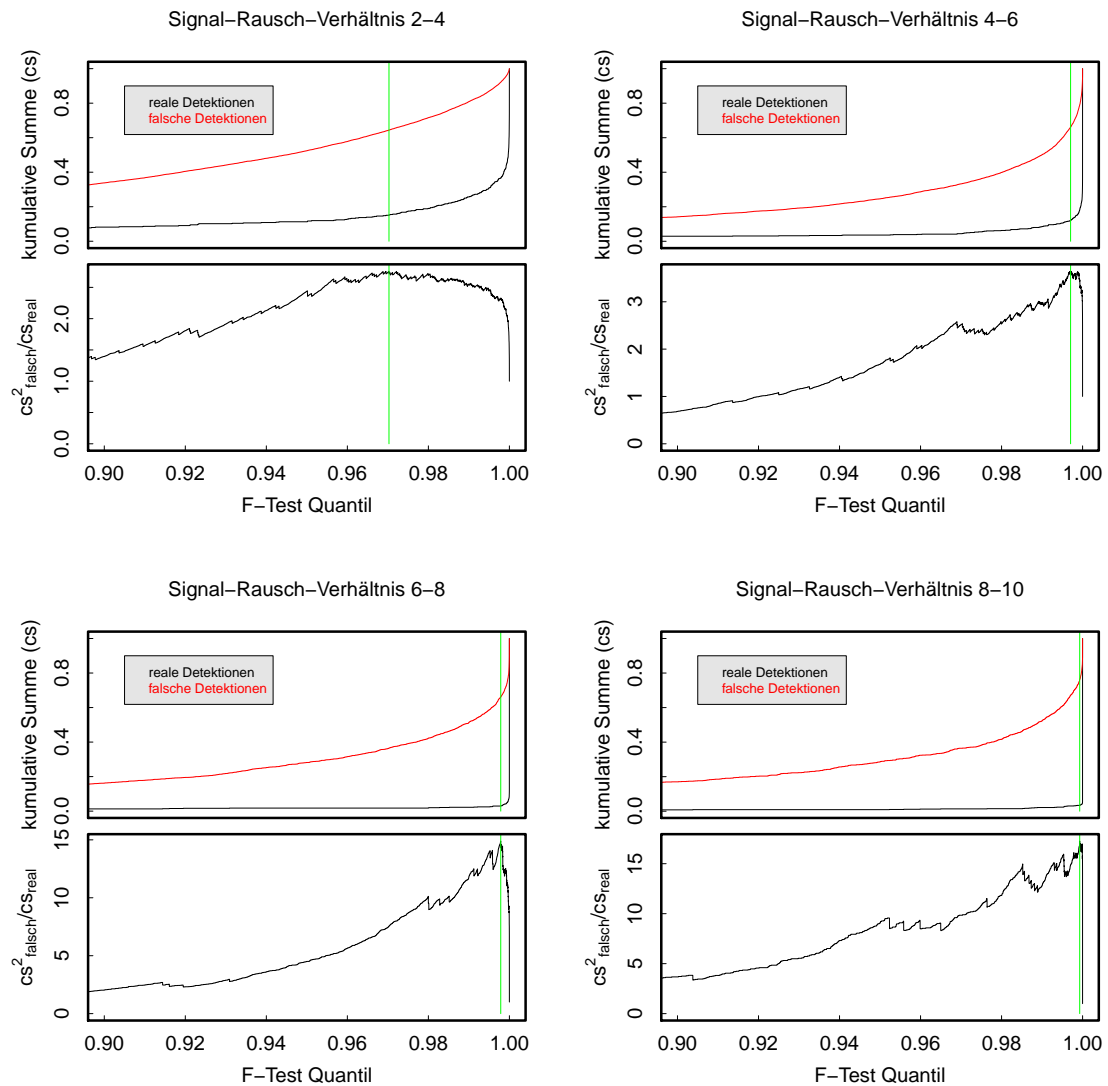 Signal−Rausch−Verhältnis 2−4
kumulative Summe (cs)
0.0 0.4 0.8
reale Detektionen
falsche Detektionen
cs²falsch/csreal
0.0 1.0 2.0
0.90 0.92 0.94 0.96 0.98 1.00
F−Test Quantil
Signal−Rausch−Verhältnis 4−6
kumulative Summe (cs)
0.0 0.4 0.8
reale Detektionen
falsche Detektionen
cs²falsch/csreal
0 1 2 3
0.90 0.92 0.94 0.96 0.98 1.00
F−Test Quantil
Signal−Rausch−Verhältnis 6−8
kumulative Summe (cs)
0.0 0.4 0.8
reale Detektionen
falsche Detektionen
cs²falsch/csreal
0 5 10 15
0.90 0.92 0.94 0.96 0.98 1.00
F−Test Quantil
Signal−Rausch−Verhältnis 8−10
kumulative Summe (cs)
0.0 0.4 0.8
reale Detektionen
falsche Detektionen
cs²falsch/csreal
0 5 10 15
0.90 0.92 0.94 0.96 0.98 1.00
F−Test Quantil